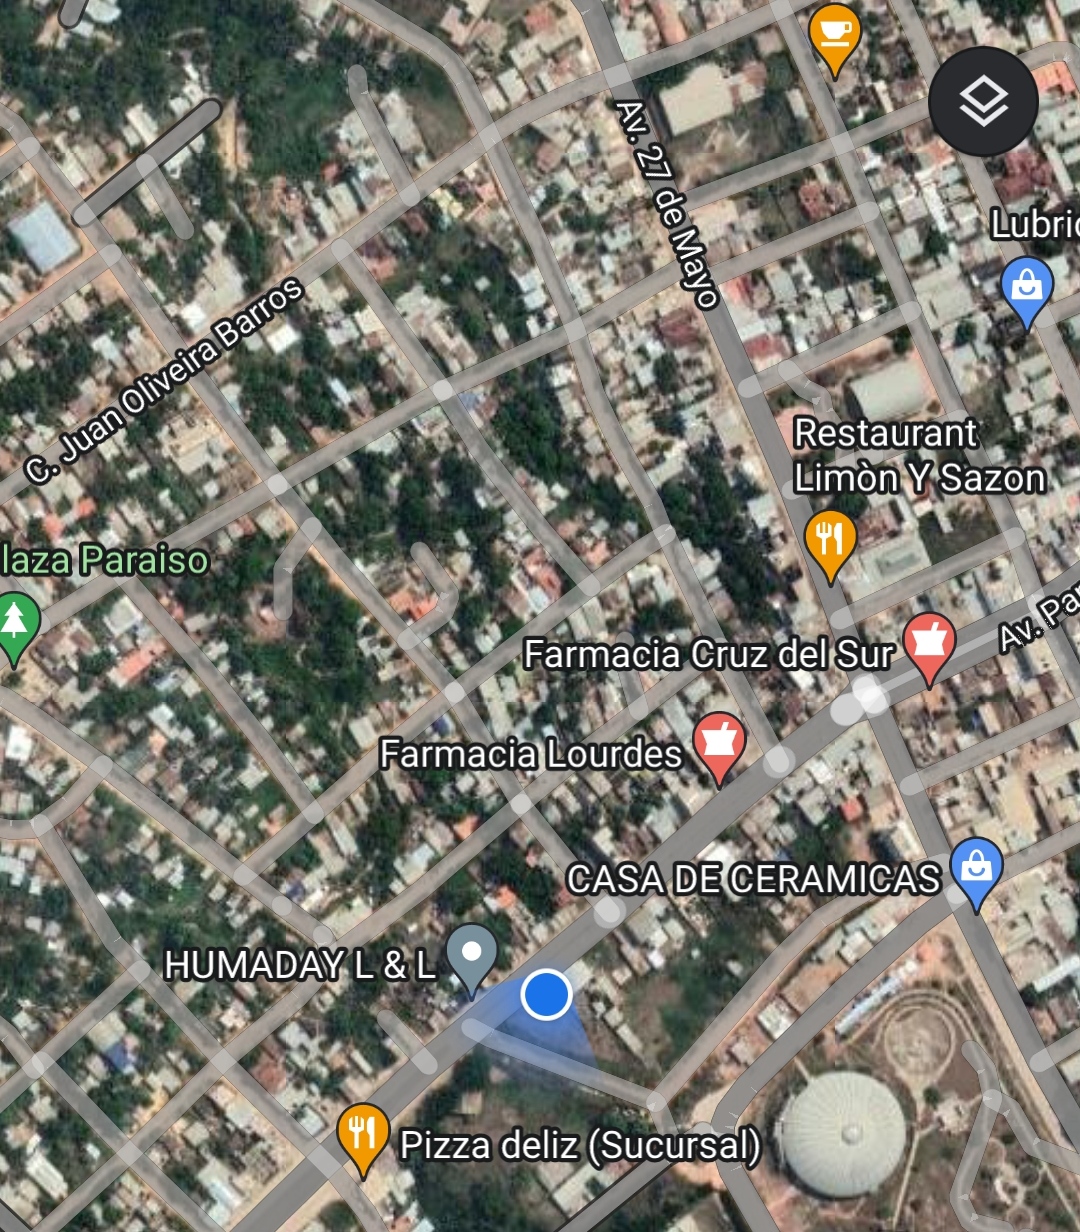 Av. 27 de Mayo
Lubric
C. Juan Oliveira Barros
Restaurant
Limòn Y Sazon
laza Paraiso
Av. Par
Farmacia Cruz del Sur
Farmacia Lourdes
CASA DE CERAMICAS
HUMADAY L & L
Pizza deliz (Sucursal)